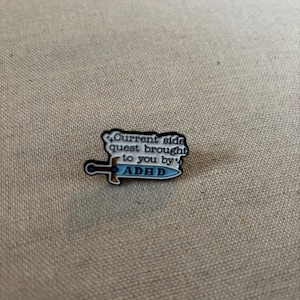 Current side
quest brought
to you by
ADHD